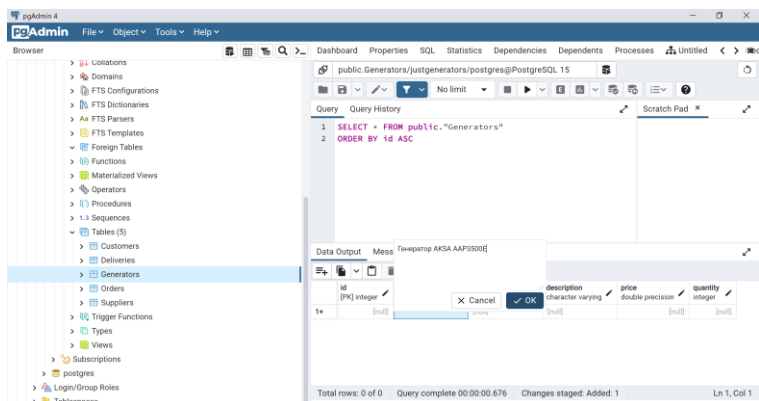 pgAdmin 4
pgAdmin File Object Tools Help
Browser
Dashboard Properties SQL Statistics Dependencies Dependents Processes Untitled
public.Generators/justgenerators/postgres@PostgreSQL 15
No limit
Query Query History
Scratch Pad
1 SELECT * FROM public."Generators"
2 ORDER BY id ASC
Collations
Domains
FTS Configurations
FTS Dictionaries
FTS Parsers
FTS Templates
Foreign Tables
Functions
Materialized Views
Operators
Procedures
1..3 Sequences
Tables (5)
Customers
Deliveries
Generators
Orders
Suppliers
Trigger Functions
Types
Views
Subscriptions
postgres
Login/Group Roles
Tablespaces
Data Output Mess
Генератор AKSA AAP3500E
Cancel OK
id
[PK] integer
description
character varying
price
double precision
quantity
integer
1+ [null] [null] [null] [null]
Total rows: 0 of 0 Query complete 00:00:00.676 Changes staged: Added: 1 Ln 1, Col 1